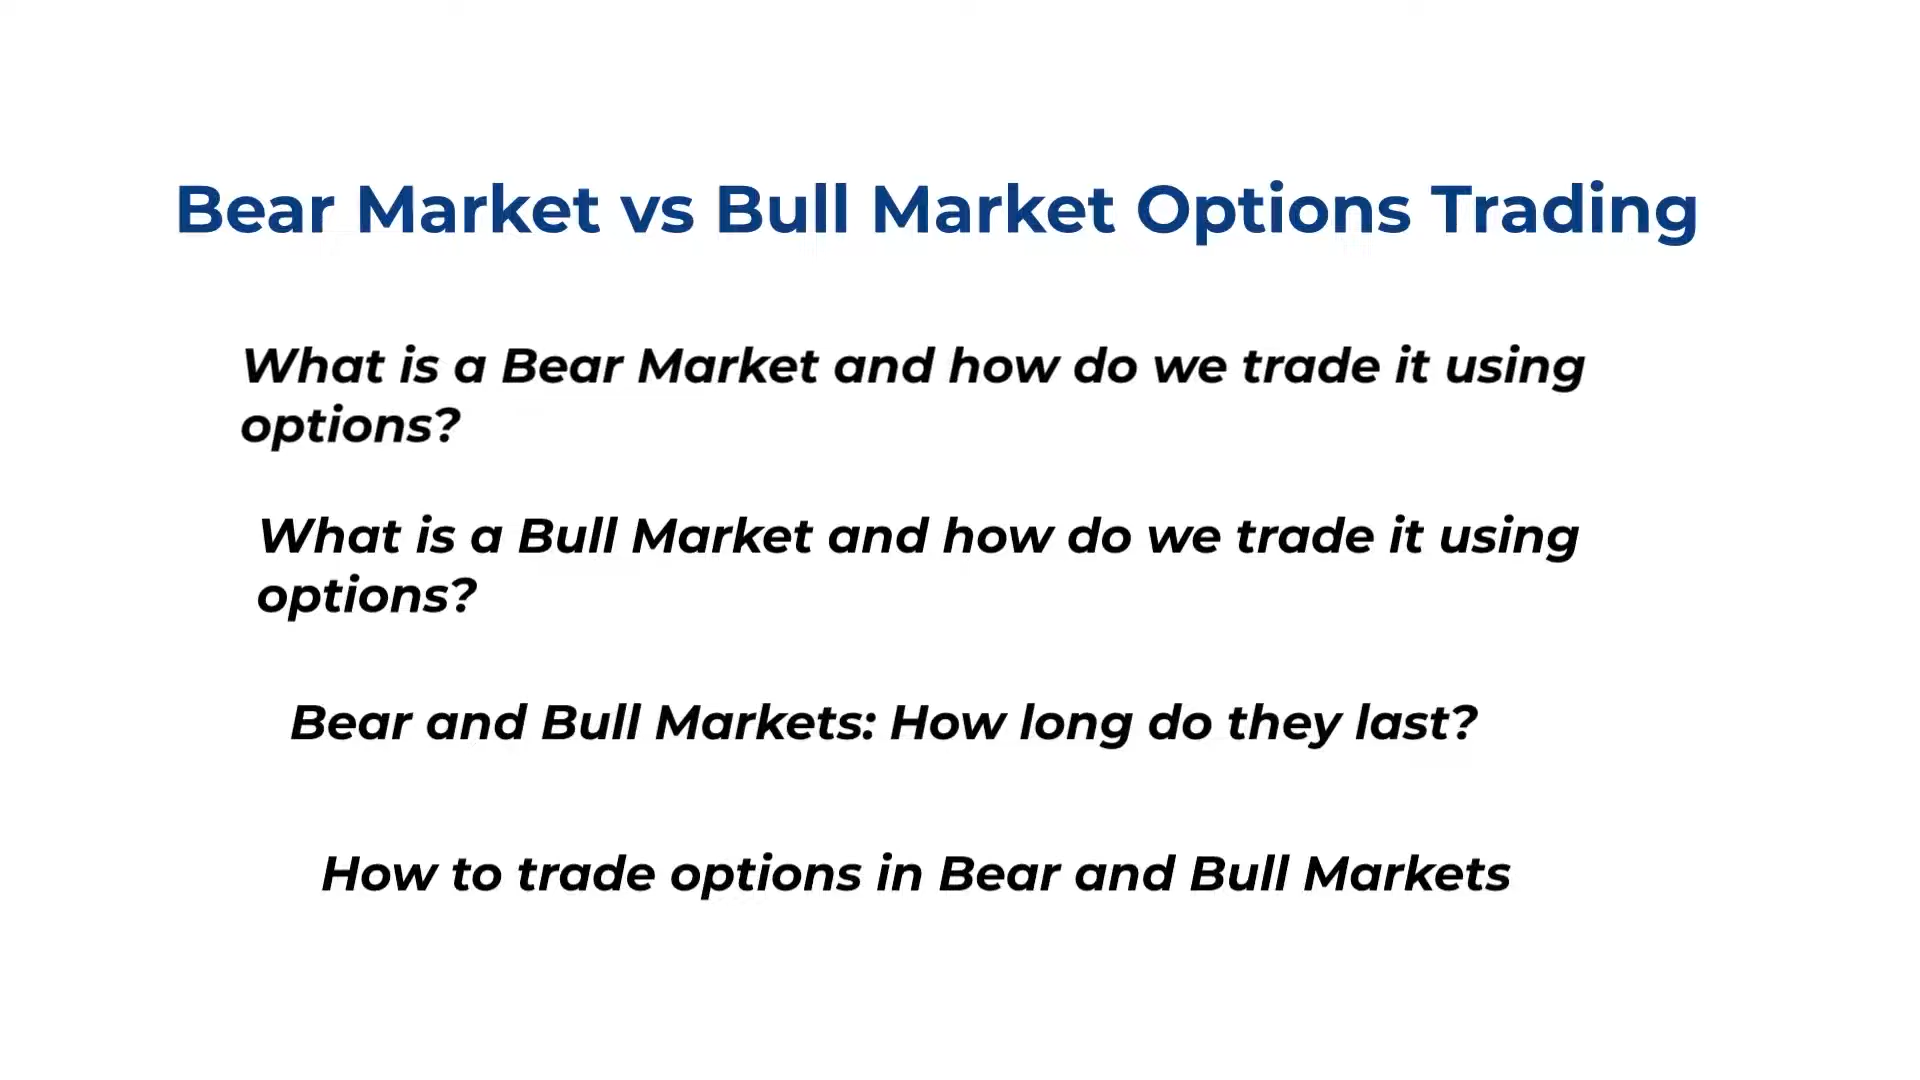 Bear Market vs Bull Market Options Trading
What is a Bear Market and how do we trade it using
options?
What is a Bull Market and how do we trade it using
options?
Bear and Bull Markets: How long do they last?
How to trade options in Bear and Bull Markets